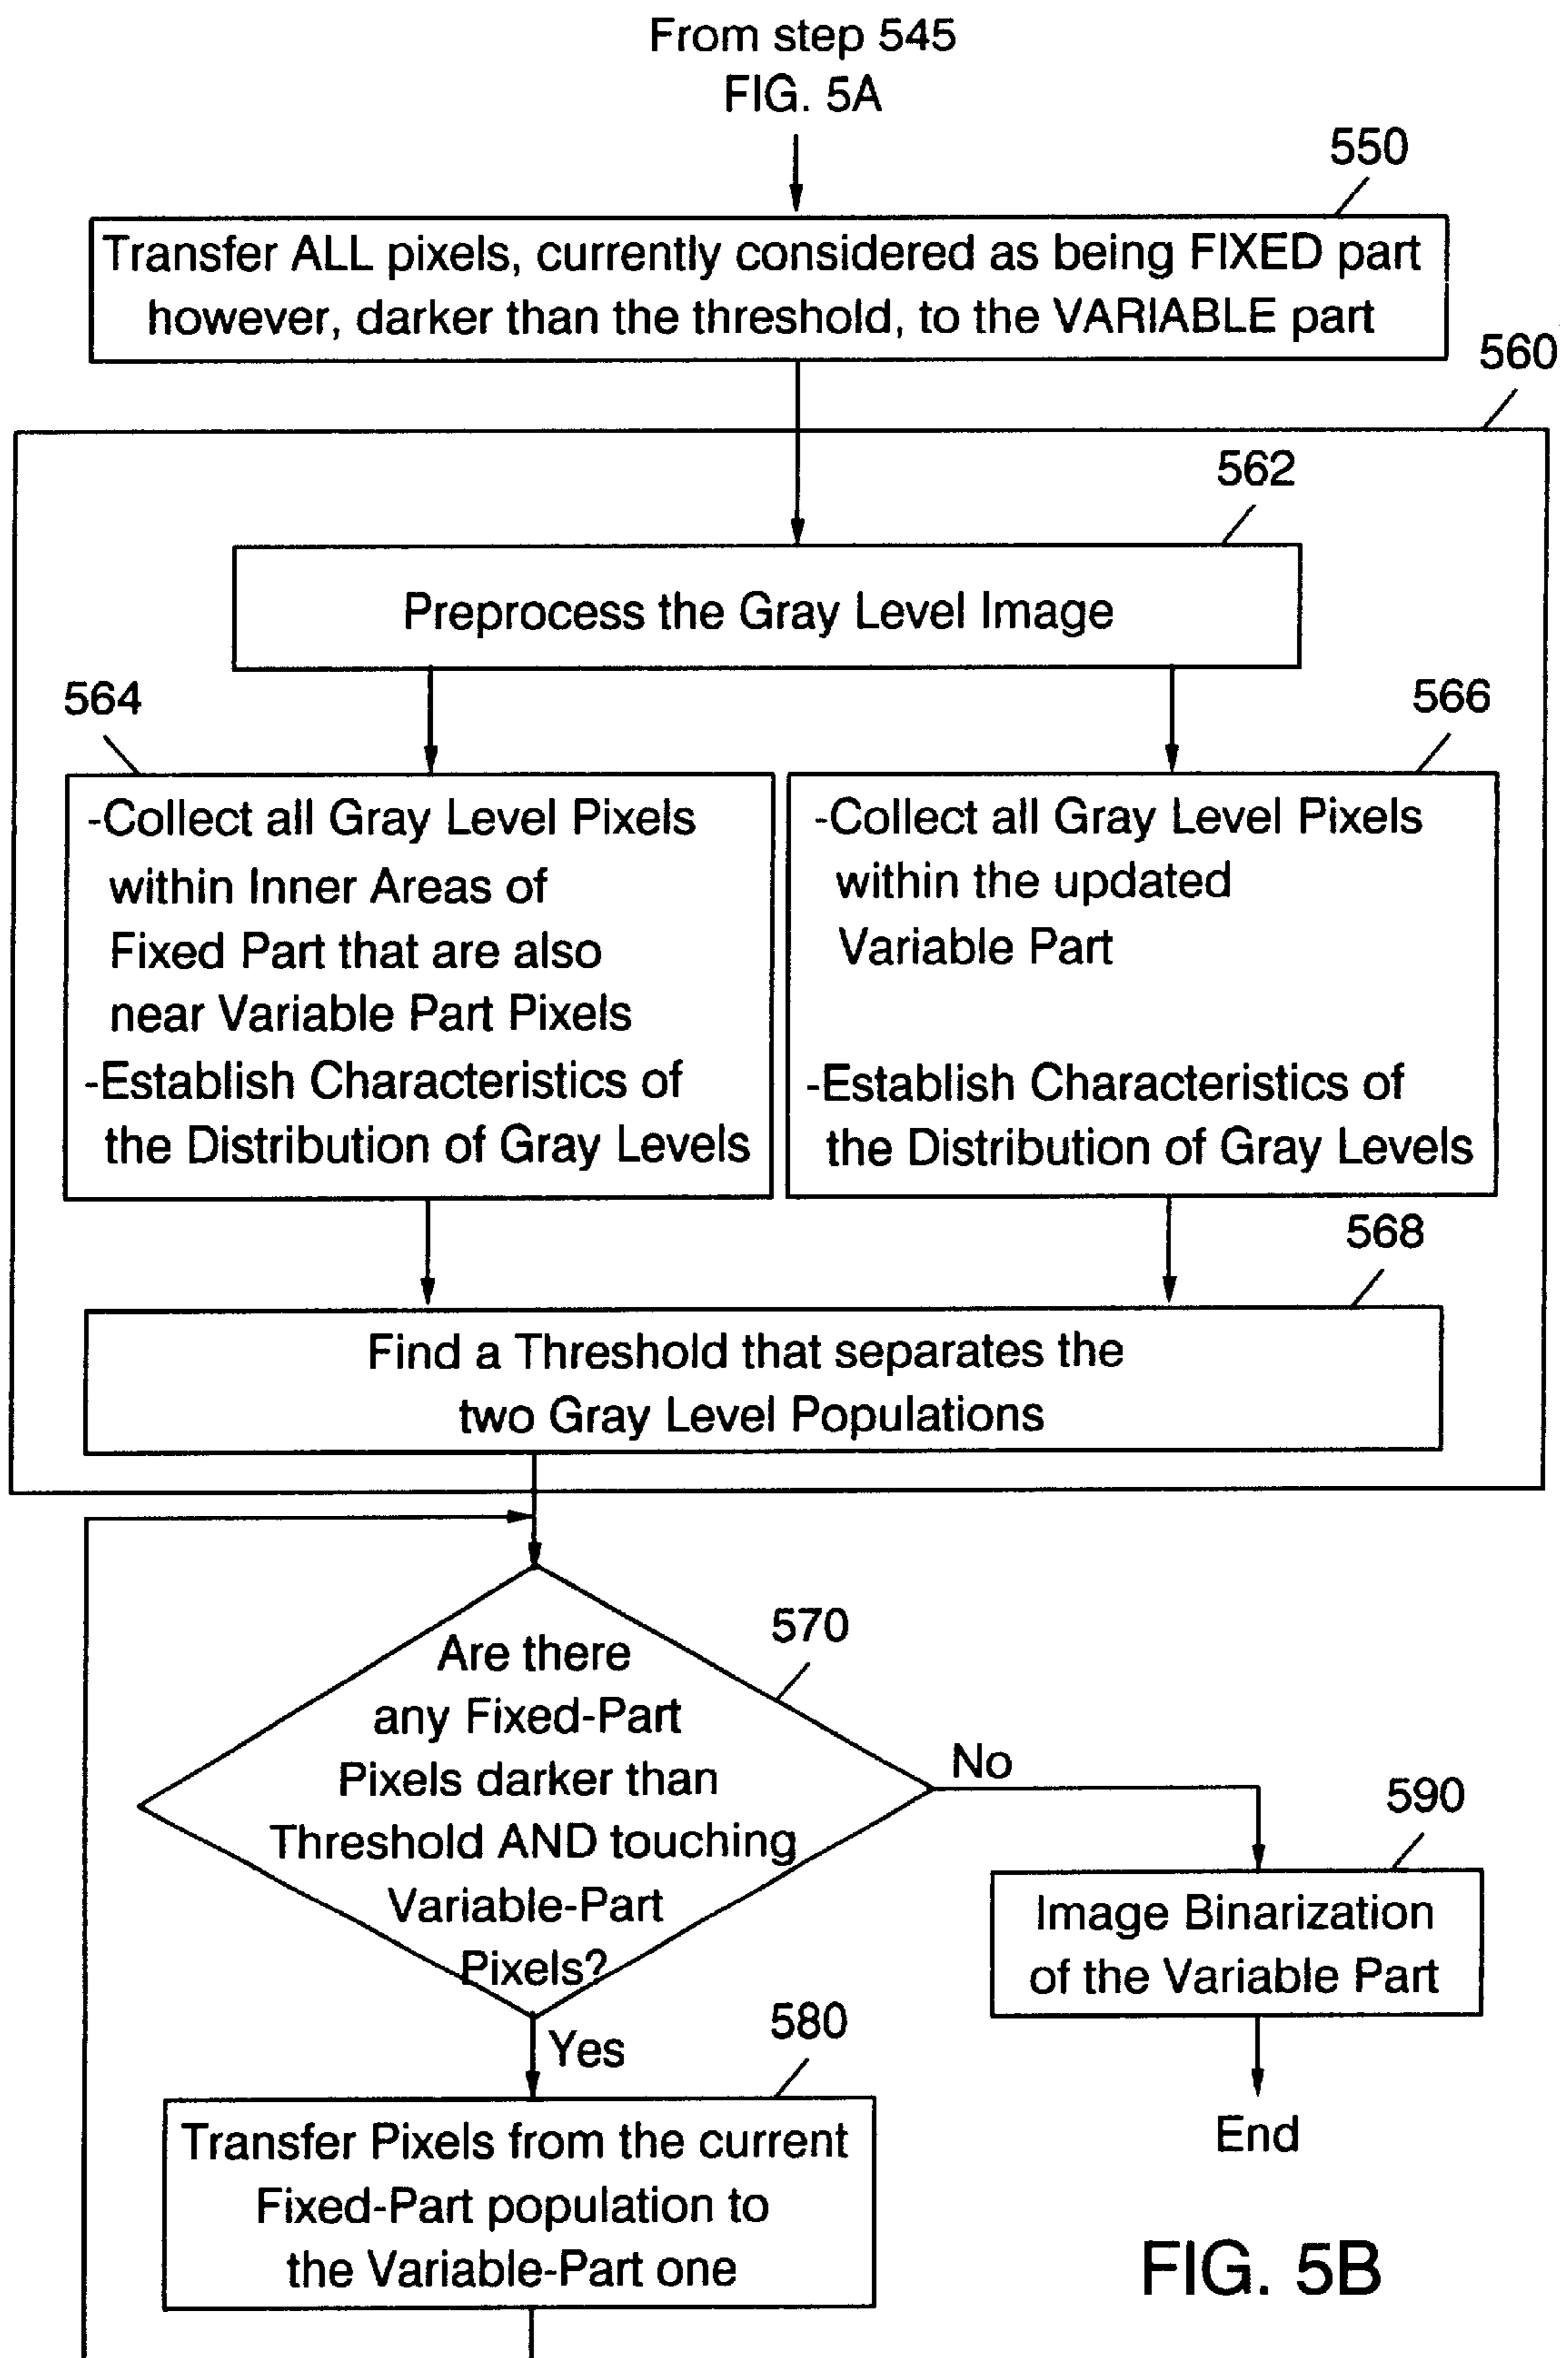 From step 545
FIG. 5A
550
Transfer ALL pixels, currently considered as being FIXED part
however, darker than the threshold, to the VARIABLE part
560
562
Preprocess the Gray Level Image
564
-Collect all Gray Level Pixels
within Inner Areas of
Fixed Part that are also
near Variable Part Pixels
-Establish Characteristics of
the Distribution of Gray Levels
566
-Collect all Gray Level Pixels
within the updated
Variable Part
-Establish Characteristics of
the Distribution of Gray Levels
568
Find a Threshold that separates the
two Gray Level Populations
570
Are there
any Fixed-Part
Pixels darker than
Threshold AND touching
Variable-Part
Pixels?
No
590
Image Binarization
of the Variable Part
End
Yes
580
Transfer Pixels from the current
Fixed-Part population to
the Variable-Part one
FIG. 5B